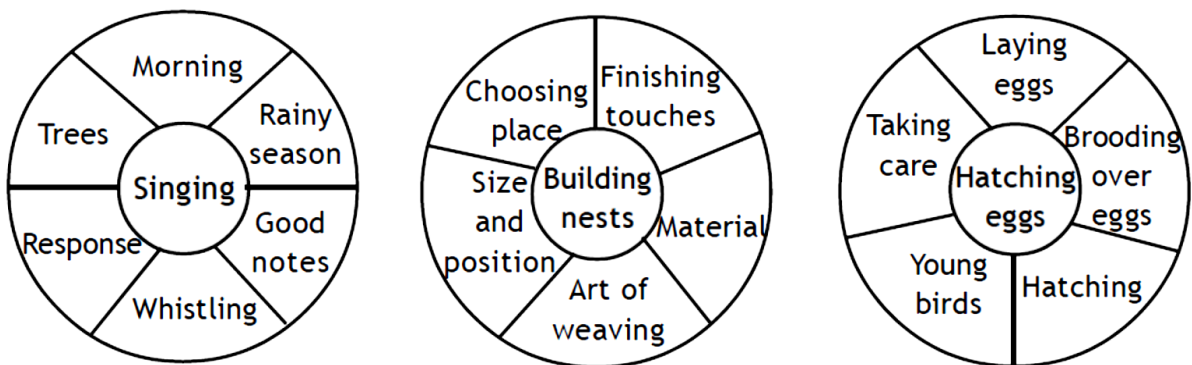 Morning
Rainy
season
Good
notes
Whistling
Response
Trees
Singing
Choosing
place
Finishing
touches
Material
Art of
weaving
Size
and
position
Building
nests
Laying
eggs
Brooding
over
eggs
Hatching
Young
birds
Taking
care
Hatching
eggs